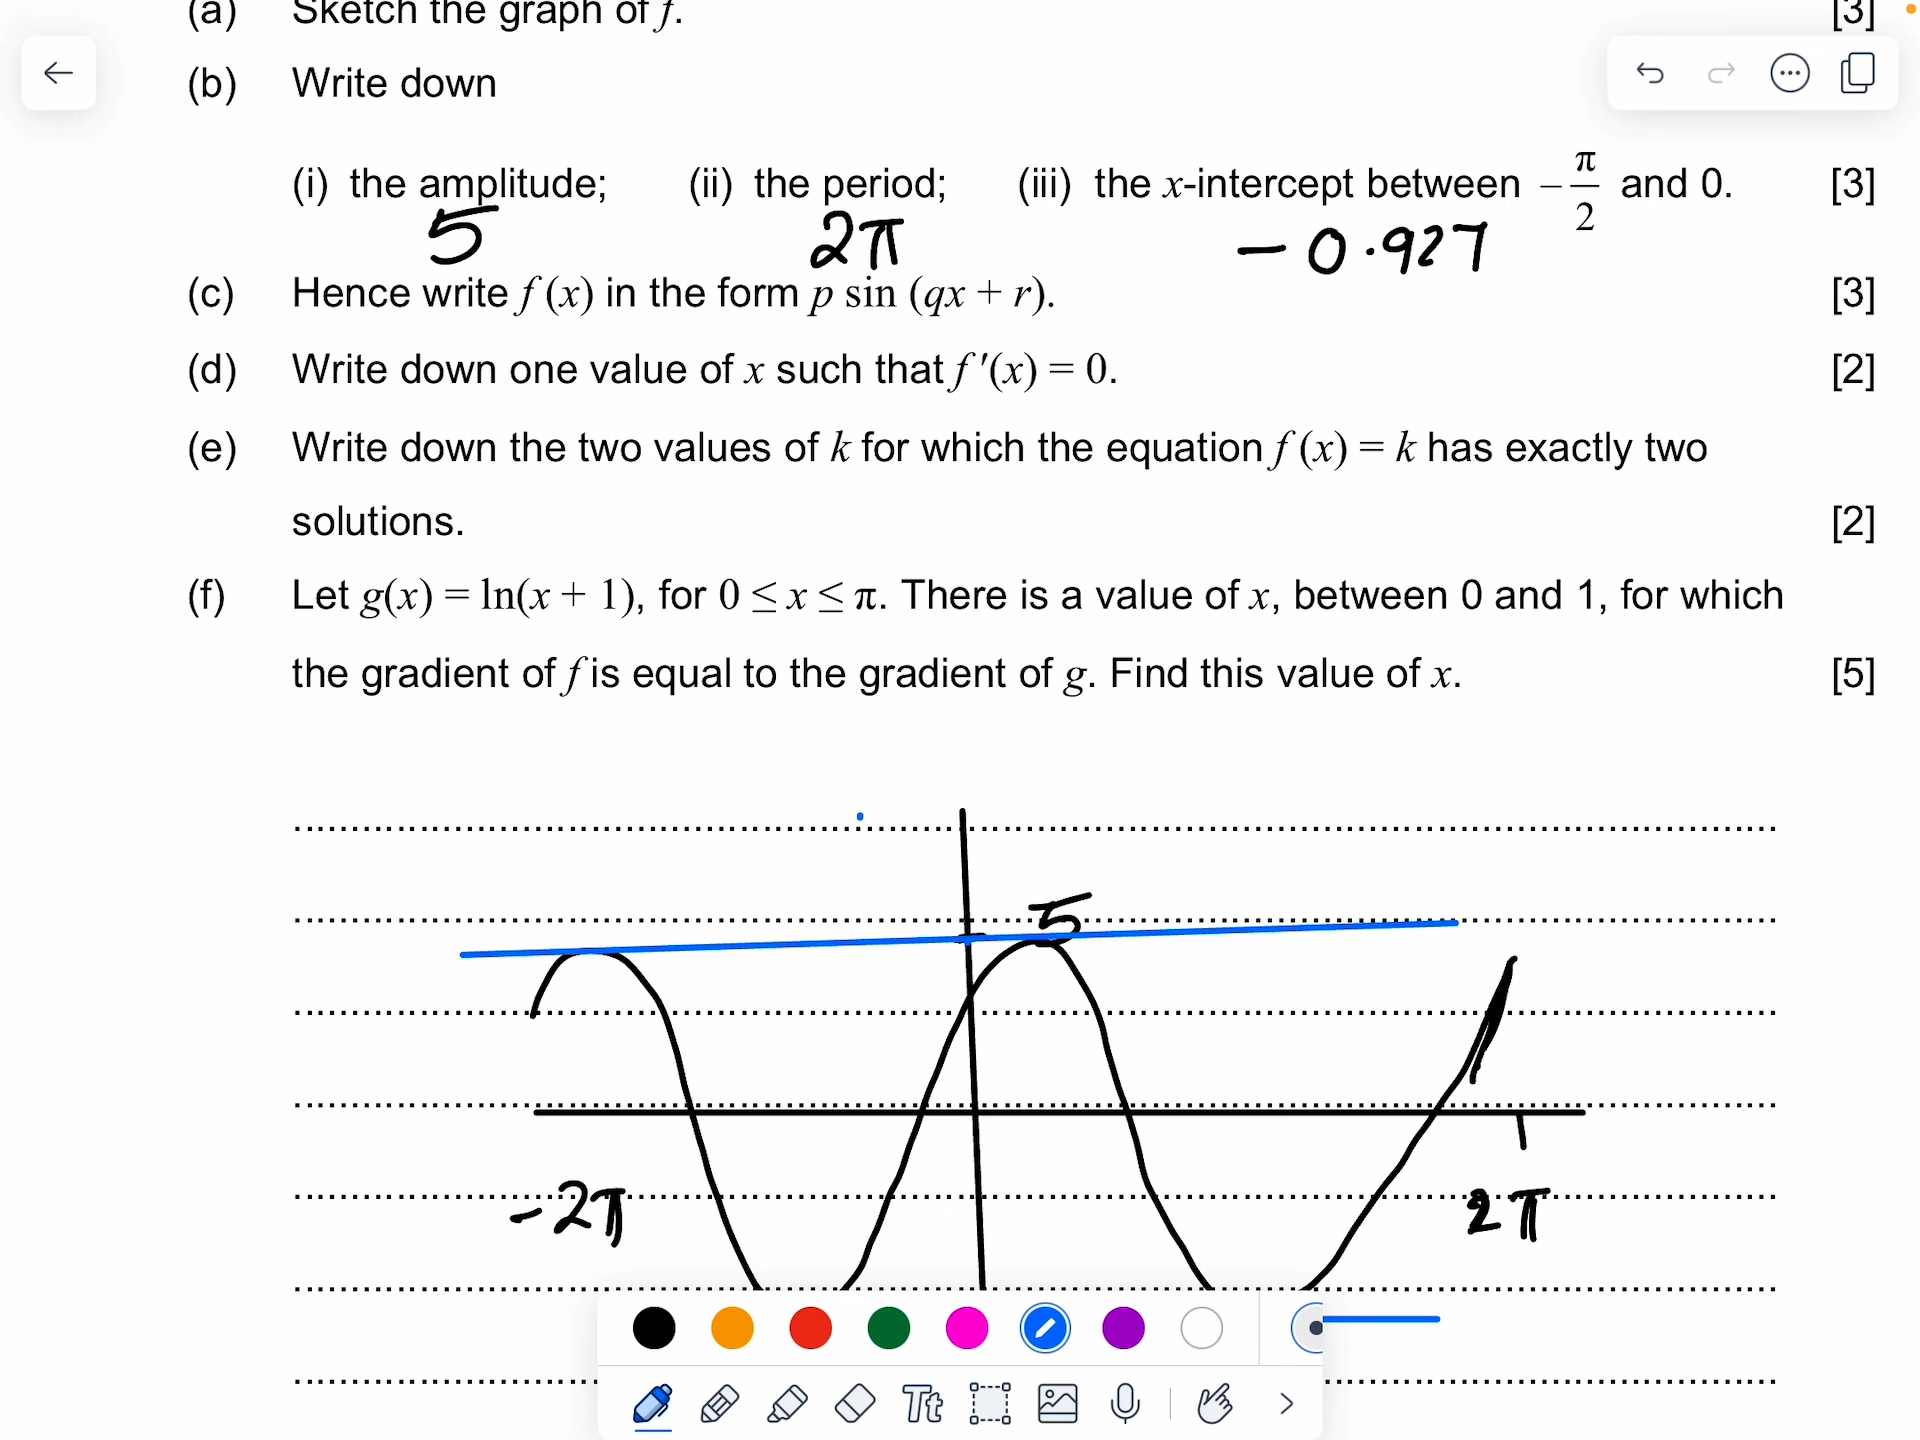 (a) Sketch the graph of f. [3]
(b) Write down
(i) the amplitude; (ii) the period; (iii) the x-intercept between −π/2 and 0. [3]
5 2π −0.927
(c) Hence write f (x) in the form p sin (qx + r). [3]
(d) Write down one value of x such that f ′(x) = 0. [2]
(e) Write down the two values of k for which the equation f (x) = k has exactly two
solutions. [2]
(f) Let g(x) = ln(x + 1), for 0 ≤ x ≤ π. There is a value of x, between 0 and 1, for which
the gradient of f is equal to the gradient of g. Find this value of x. [5]
5
−2π 2π
Tt